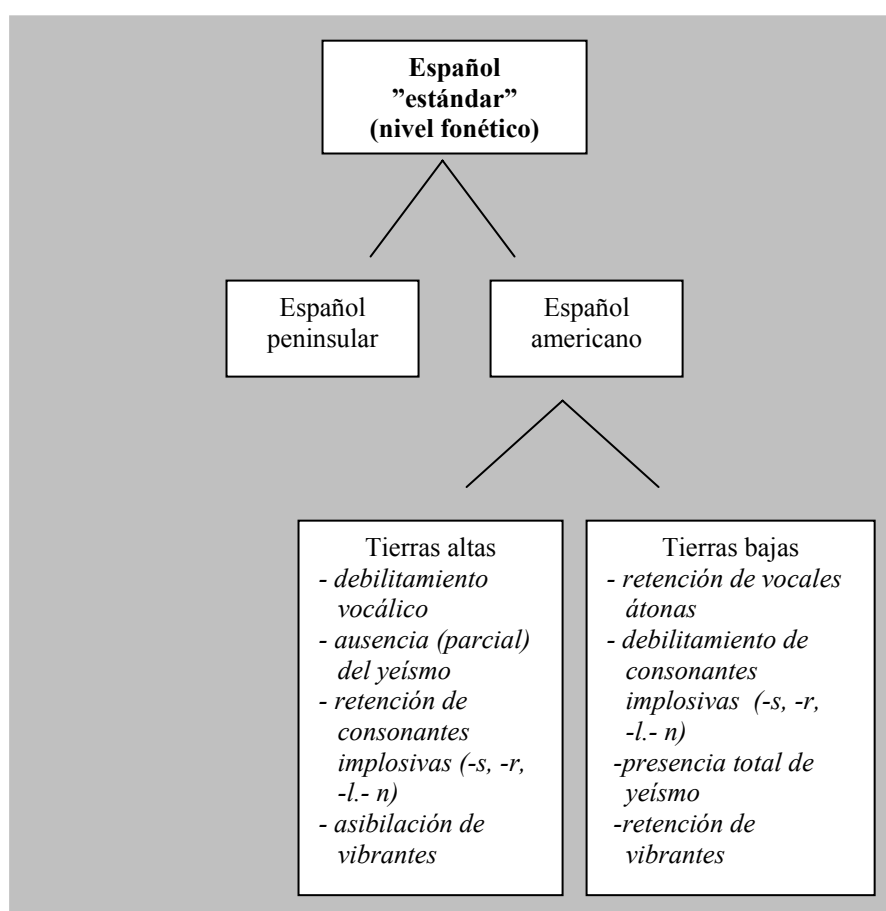 Español
”estándar”
(nivel fonético)
Español
peninsular
Español
americano
Tierras altas
- debilitamiento
vocálico
- ausencia (parcial)
del yeísmo
- retención de
consonantes
implosivas (-s, -r,
-l.- n)
- asibilación de
vibrantes
Tierras bajas
- retención de vocales
átonas
- debilitamiento de
consonantes
implosivas (-s, -r,
-l.- n)
-presencia total de
yeísmo
-retención de
vibrantes